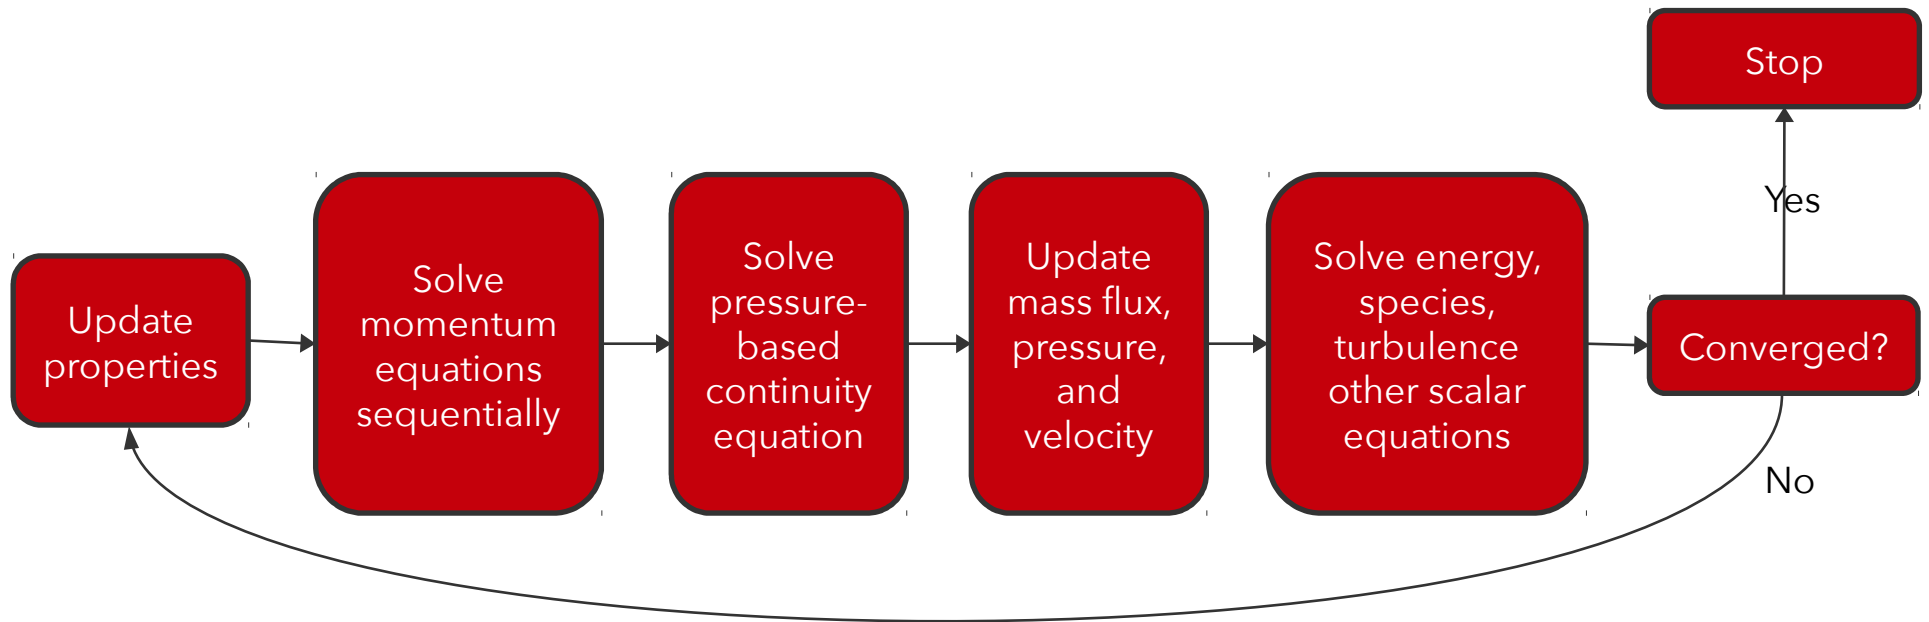 Update
properties
Solve
momentum
equations
sequentially
Solve
pressure-
based
continuity
equation
Update
mass flux,
pressure,
and
velocity
Solve energy,
species,
turbulence
other scalar
equations
Converged?
Yes
Stop
No